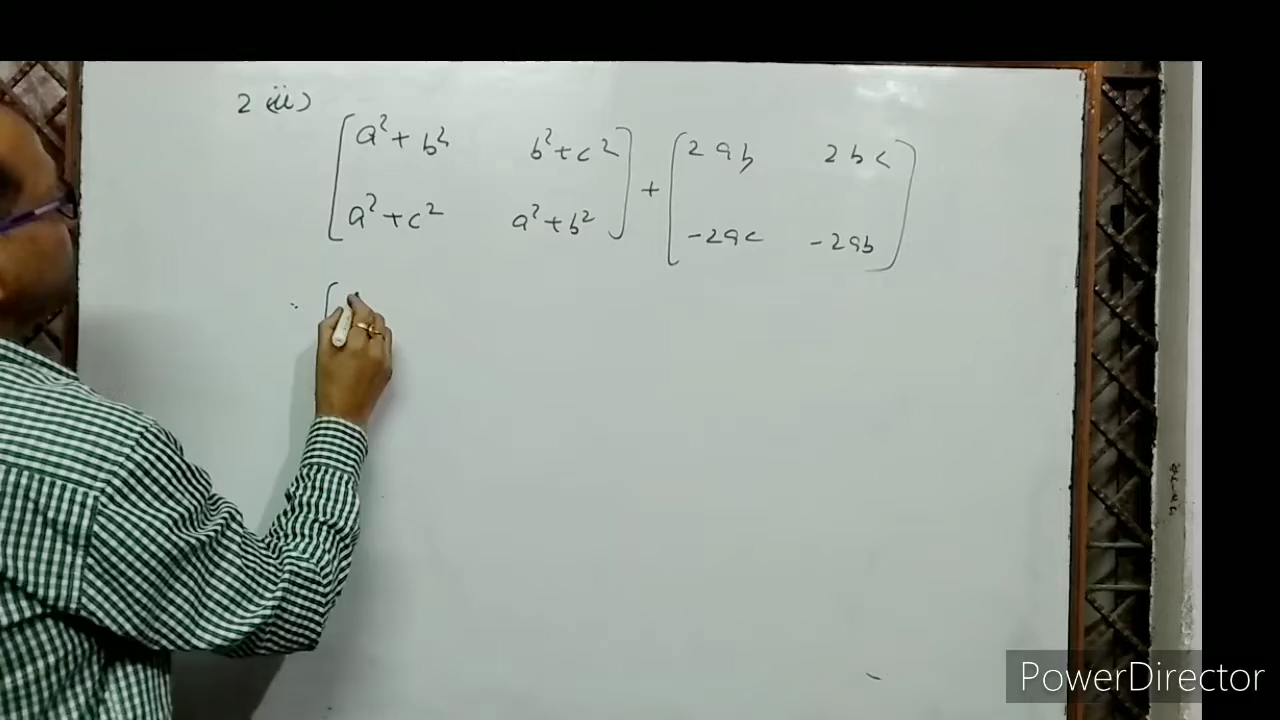 2 (ii)
[a²+b² b²+c²] + [2ab 2bc]
[a²+c² a²+b²] [-2ac -2ab]
= [
PowerDirector